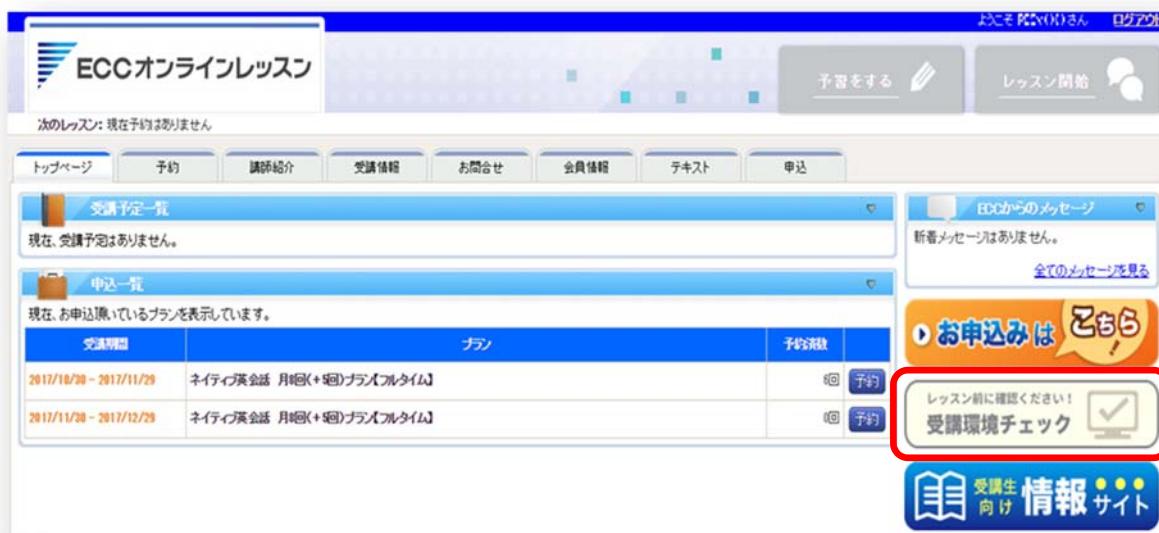 ようこそ さん ログアウト
ECCオンラインレッスン
予習をする
レッスン開始
次のレッスン: 現在予約はありません
トップページ 予約 講師紹介 受講情報 お問合せ 会員情報 テキスト 申込
受講予定一覧
現在、受講予定はありません。
申込一覧
現在、お申込頂いているプランを表示しています。
受講期間 プラン 予約済数
2017/10/30 - 2017/11/29 ネイティブ英会話 月8回(+5回)プラン【フルタイム】 予約
2017/11/30 - 2017/12/29 ネイティブ英会話 月8回(+5回)プラン【フルタイム】 0回 予約
ECCからのメッセージ
新着メッセージはありません。
全てのメッセージを見る
お申込みは こちら!
レッスン前に確認ください!
受講環境チェック
受講生向け 情報サイト